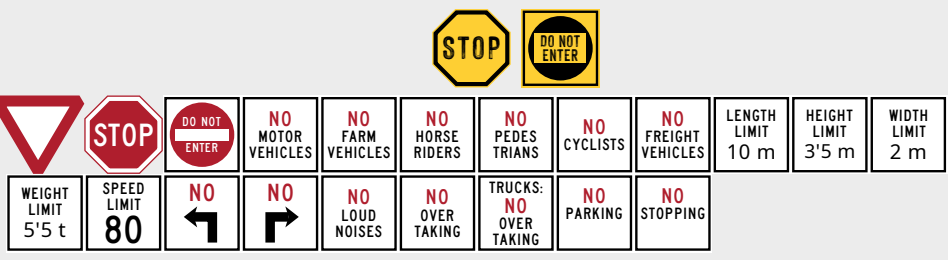 STOP
DO NOT
ENTER
STOP
DO NOT
ENTER
NO
MOTOR
VEHICLES
NO
FARM
VEHICLES
NO
HORSE
RIDERS
NO
PEDES
TRIANS
NO
CYCLISTS
NO
FREIGHT
VEHICLES
LENGTH
LIMIT
10 m
HEIGHT
LIMIT
3'5 m
WIDTH
LIMIT
2 m
WEIGHT
LIMIT
5'5 t
SPEED
LIMIT
80
NO
NO
NO
LOUD
NOISES
NO
OVER
TAKING
TRUCKS:
NO
OVER
TAKING
NO
PARKING
NO
STOPPING